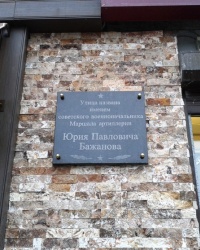 Улица названа
именем
советского военачальника
Маршала артиллерии
Юрия Павловича
Бажанова